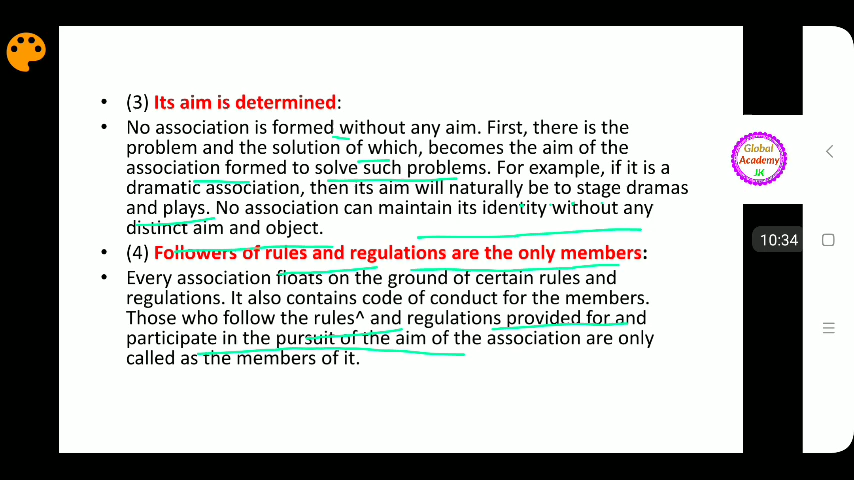 • (3) Its aim is determined:
• No association is formed without any aim. First, there is the
problem and the solution of which, becomes the aim of the
association formed to solve such problems. For example, if it is a
dramatic association, then its aim will naturally be to stage dramas
and plays. No association can maintain its identity without any
distinct aim and object.
• (4) Followers of rules and regulations are the only members:
• Every association floats on the ground of certain rules and
regulations. It also contains code of conduct for the members.
Those who follow the rules^ and regulations provided for and
participate in the pursuit of the aim of the association are only
called as the members of it.
Global
Academy
JK
10:34